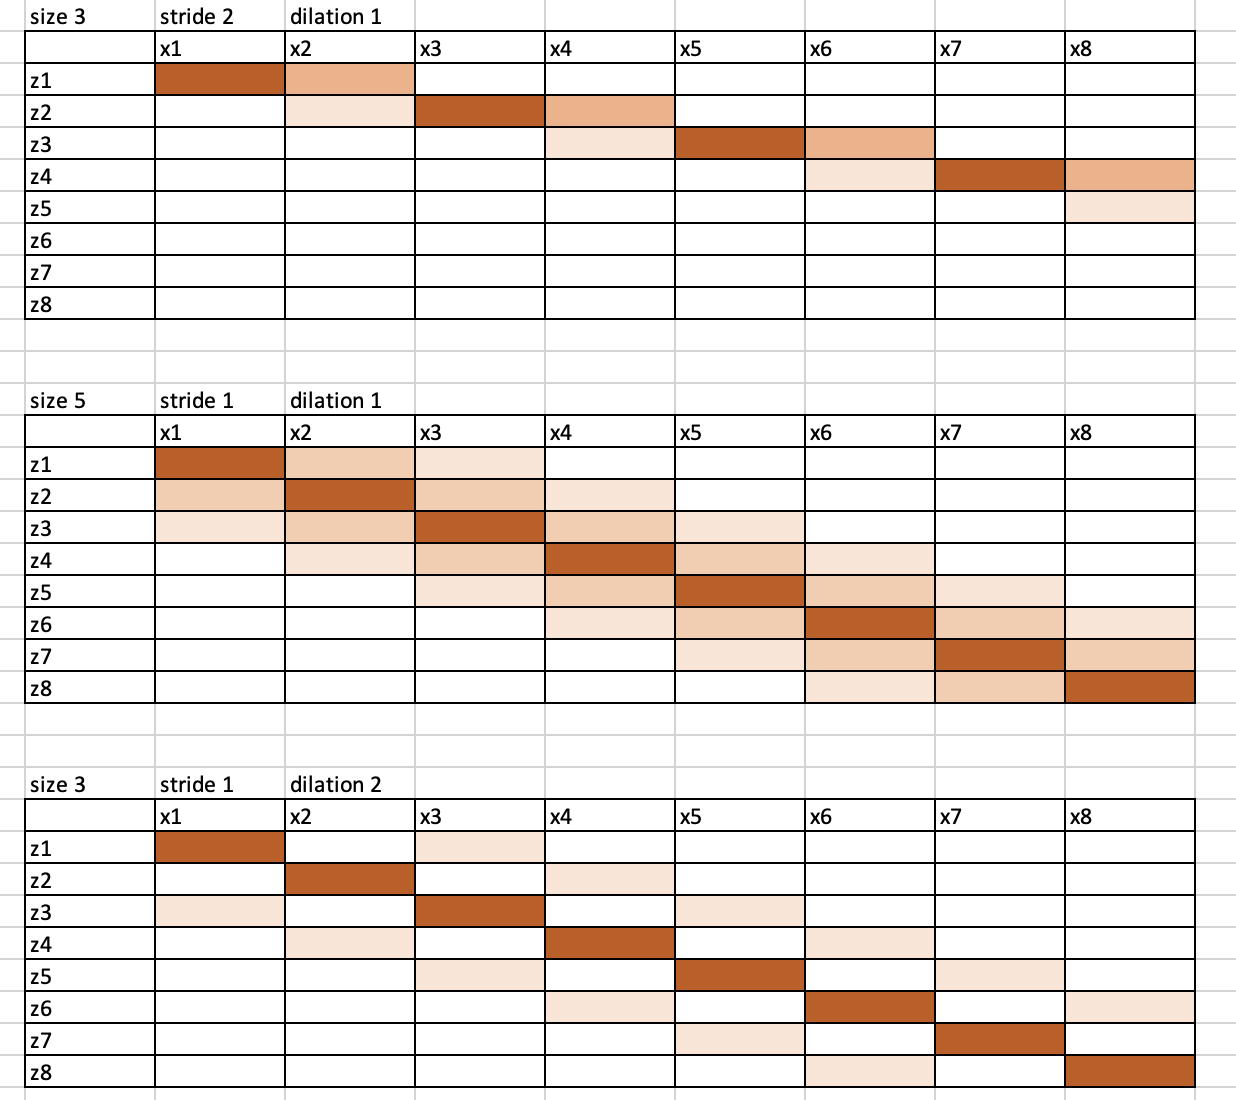 size 3 stride 2 dilation 1
x1 x2 x3 x4 x5 x6 x7 x8
z1
z2
z3
z4
z5
z6
z7
z8
size 5 stride 1 dilation 1
x1 x2 x3 x4 x5 x6 x7 x8
z1
z2
z3
z4
z5
z6
z7
z8
size 3 stride 1 dilation 2
x1 x2 x3 x4 x5 x6 x7 x8
z1
z2
z3
z4
z5
z6
z7
z8